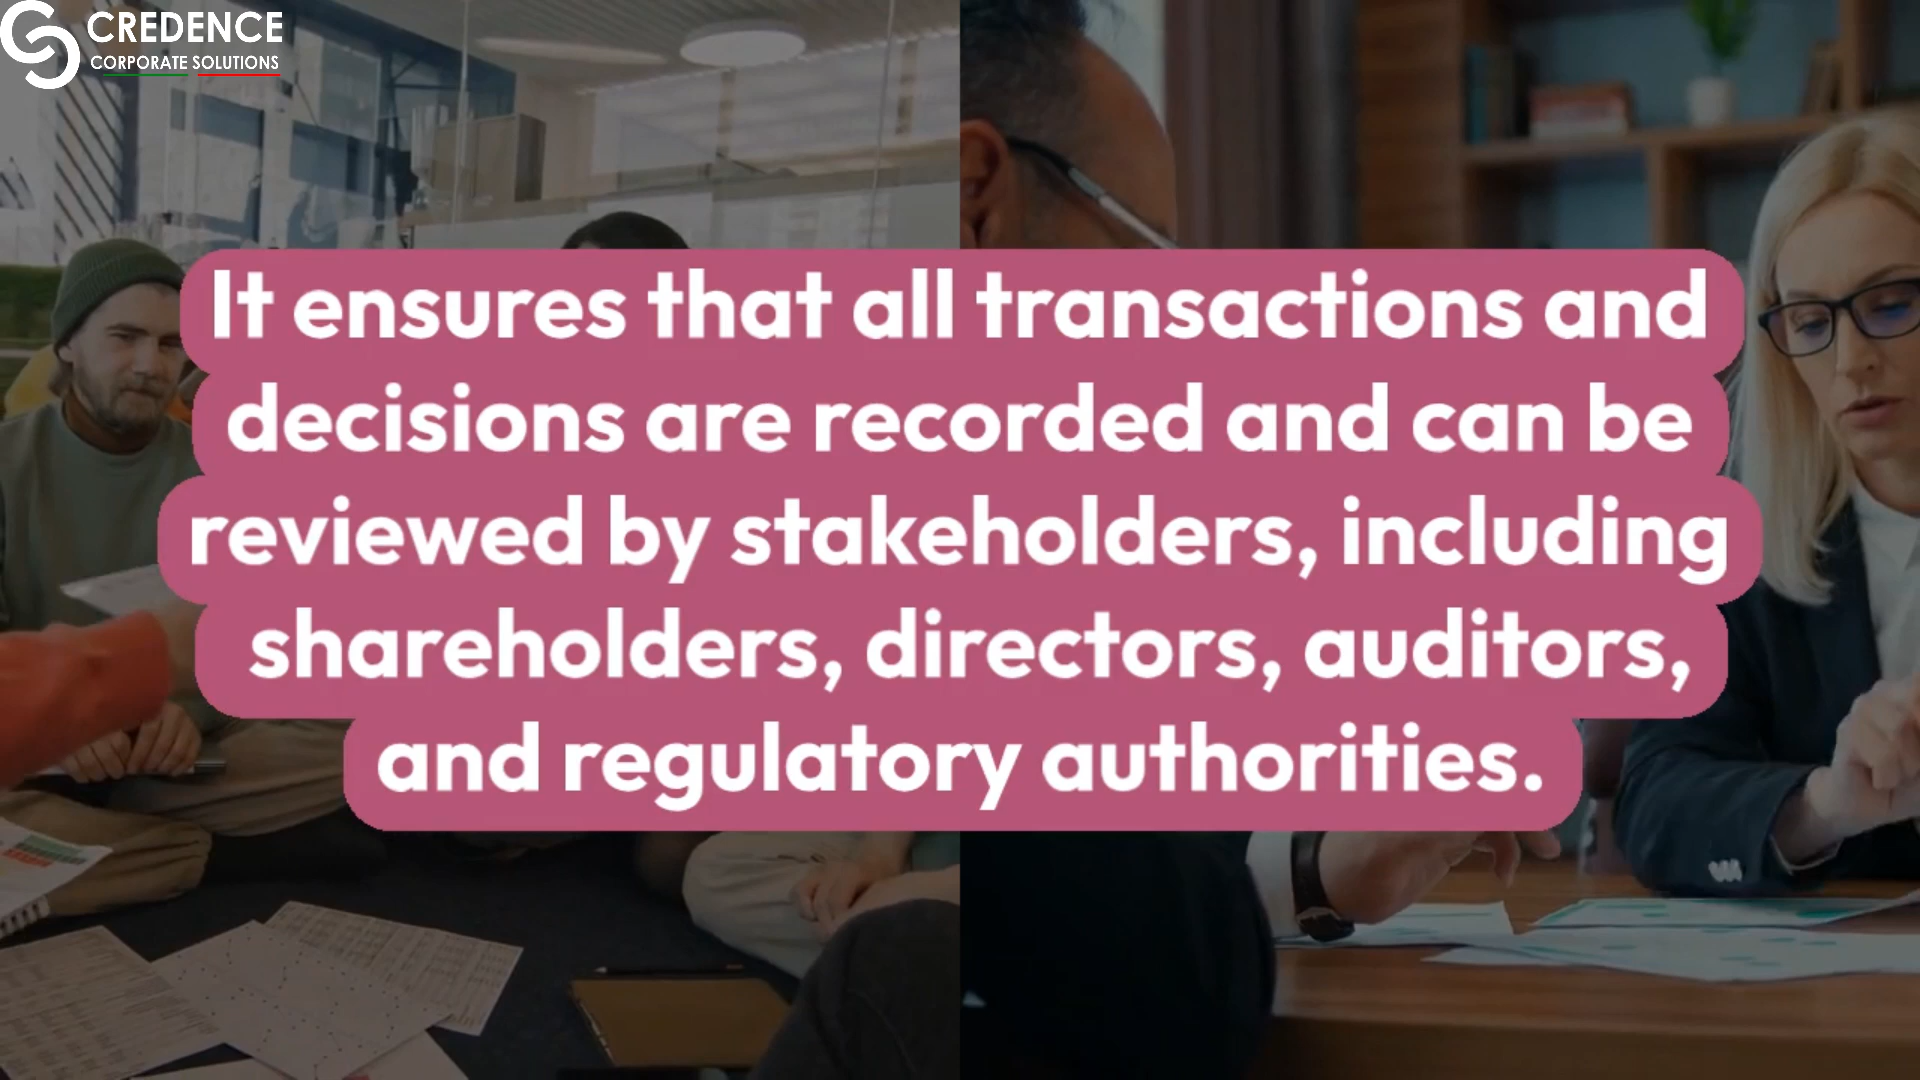 CREDENCE
CORPORATE SOLUTIONS
It ensures that all transactions and
decisions are recorded and can be
reviewed by stakeholders, including
shareholders, directors, auditors,
and regulatory authorities.